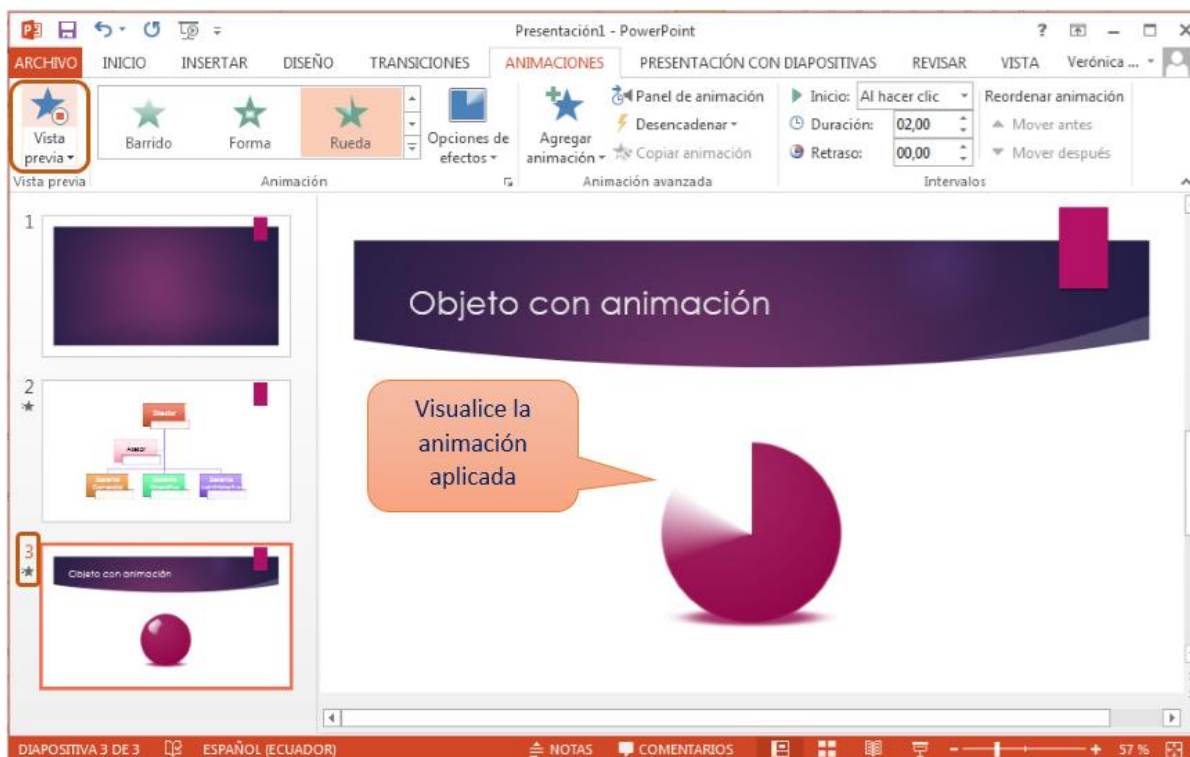 Presentación1 - PowerPoint
ARCHIVO INICIO INSERTAR DISEÑO TRANSICIONES ANIMACIONES PRESENTACIÓN CON DIAPOSITIVAS REVISAR VISTA Verónica ...
Vista previa
Barrido Forma Rueda
Opciones de efectos
Agregar animación
Panel de animación
Desencadenar
Copiar animación
Inicio: Al hacer clic
Duración: 02,00
Retraso: 00,00
Reordenar animación
Mover antes
Mover después
Vista previa Animación Animación avanzada Intervalos
1
2
Director
Asesor
3
Objeto con animación
Objeto con animación
Visualice la
animación
aplicada
DIAPOSITIVA 3 DE 3 ESPAÑOL (ECUADOR) NOTAS COMENTARIOS 57 %